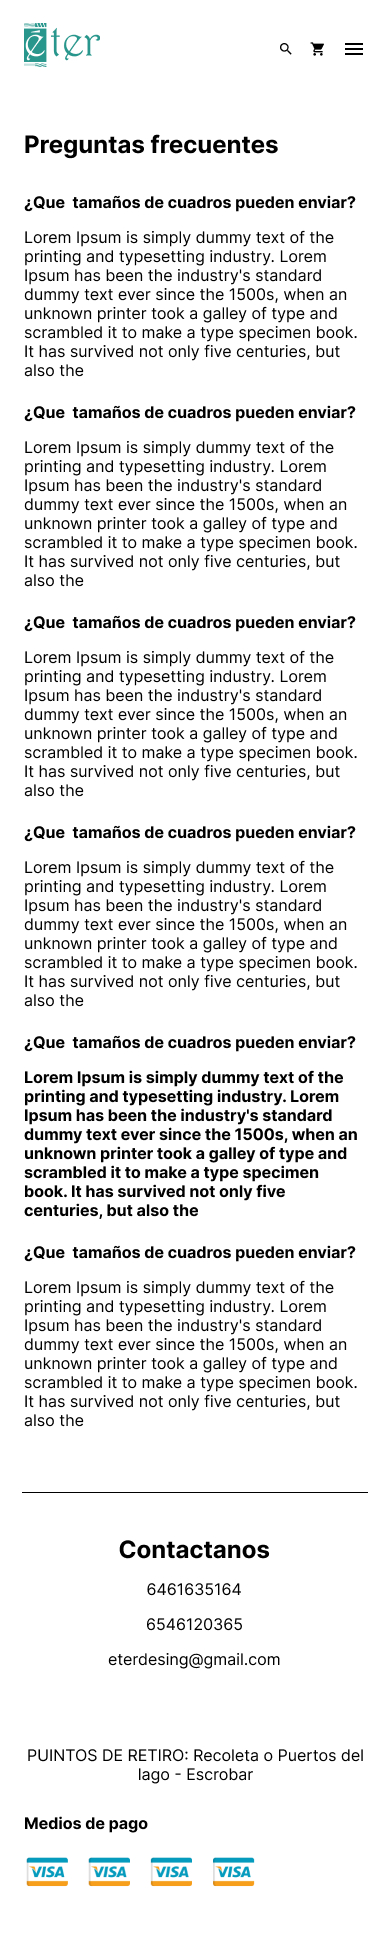 éter
Preguntas frecuentes
¿Que  tamaños de cuadros pueden enviar?
Lorem Ipsum is simply dummy text of the
printing and typesetting industry. Lorem
Ipsum has been the industry's standard
dummy text ever since the 1500s, when an
unknown printer took a galley of type and
scrambled it to make a type specimen book.
It has survived not only five centuries, but
also the
¿Que  tamaños de cuadros pueden enviar?
Lorem Ipsum is simply dummy text of the
printing and typesetting industry. Lorem
Ipsum has been the industry's standard
dummy text ever since the 1500s, when an
unknown printer took a galley of type and
scrambled it to make a type specimen book.
It has survived not only five centuries, but
also the
¿Que  tamaños de cuadros pueden enviar?
Lorem Ipsum is simply dummy text of the
printing and typesetting industry. Lorem
Ipsum has been the industry's standard
dummy text ever since the 1500s, when an
unknown printer took a galley of type and
scrambled it to make a type specimen book.
It has survived not only five centuries, but
also the
¿Que  tamaños de cuadros pueden enviar?
Lorem Ipsum is simply dummy text of the
printing and typesetting industry. Lorem
Ipsum has been the industry's standard
dummy text ever since the 1500s, when an
unknown printer took a galley of type and
scrambled it to make a type specimen book.
It has survived not only five centuries, but
also the
¿Que  tamaños de cuadros pueden enviar?
Lorem Ipsum is simply dummy text of the
printing and typesetting industry. Lorem
Ipsum has been the industry's standard
dummy text ever since the 1500s, when an
unknown printer took a galley of type and
scrambled it to make a type specimen
book. It has survived not only five
centuries, but also the
¿Que  tamaños de cuadros pueden enviar?
Lorem Ipsum is simply dummy text of the
printing and typesetting industry. Lorem
Ipsum has been the industry's standard
dummy text ever since the 1500s, when an
unknown printer took a galley of type and
scrambled it to make a type specimen book.
It has survived not only five centuries, but
also the
Contactanos
6461635164
6546120365
eterdesing@gmail.com
PUINTOS DE RETIRO: Recoleta o Puertos del
lago - Escobar
Medios de pago
VISA VISA VISA VISA